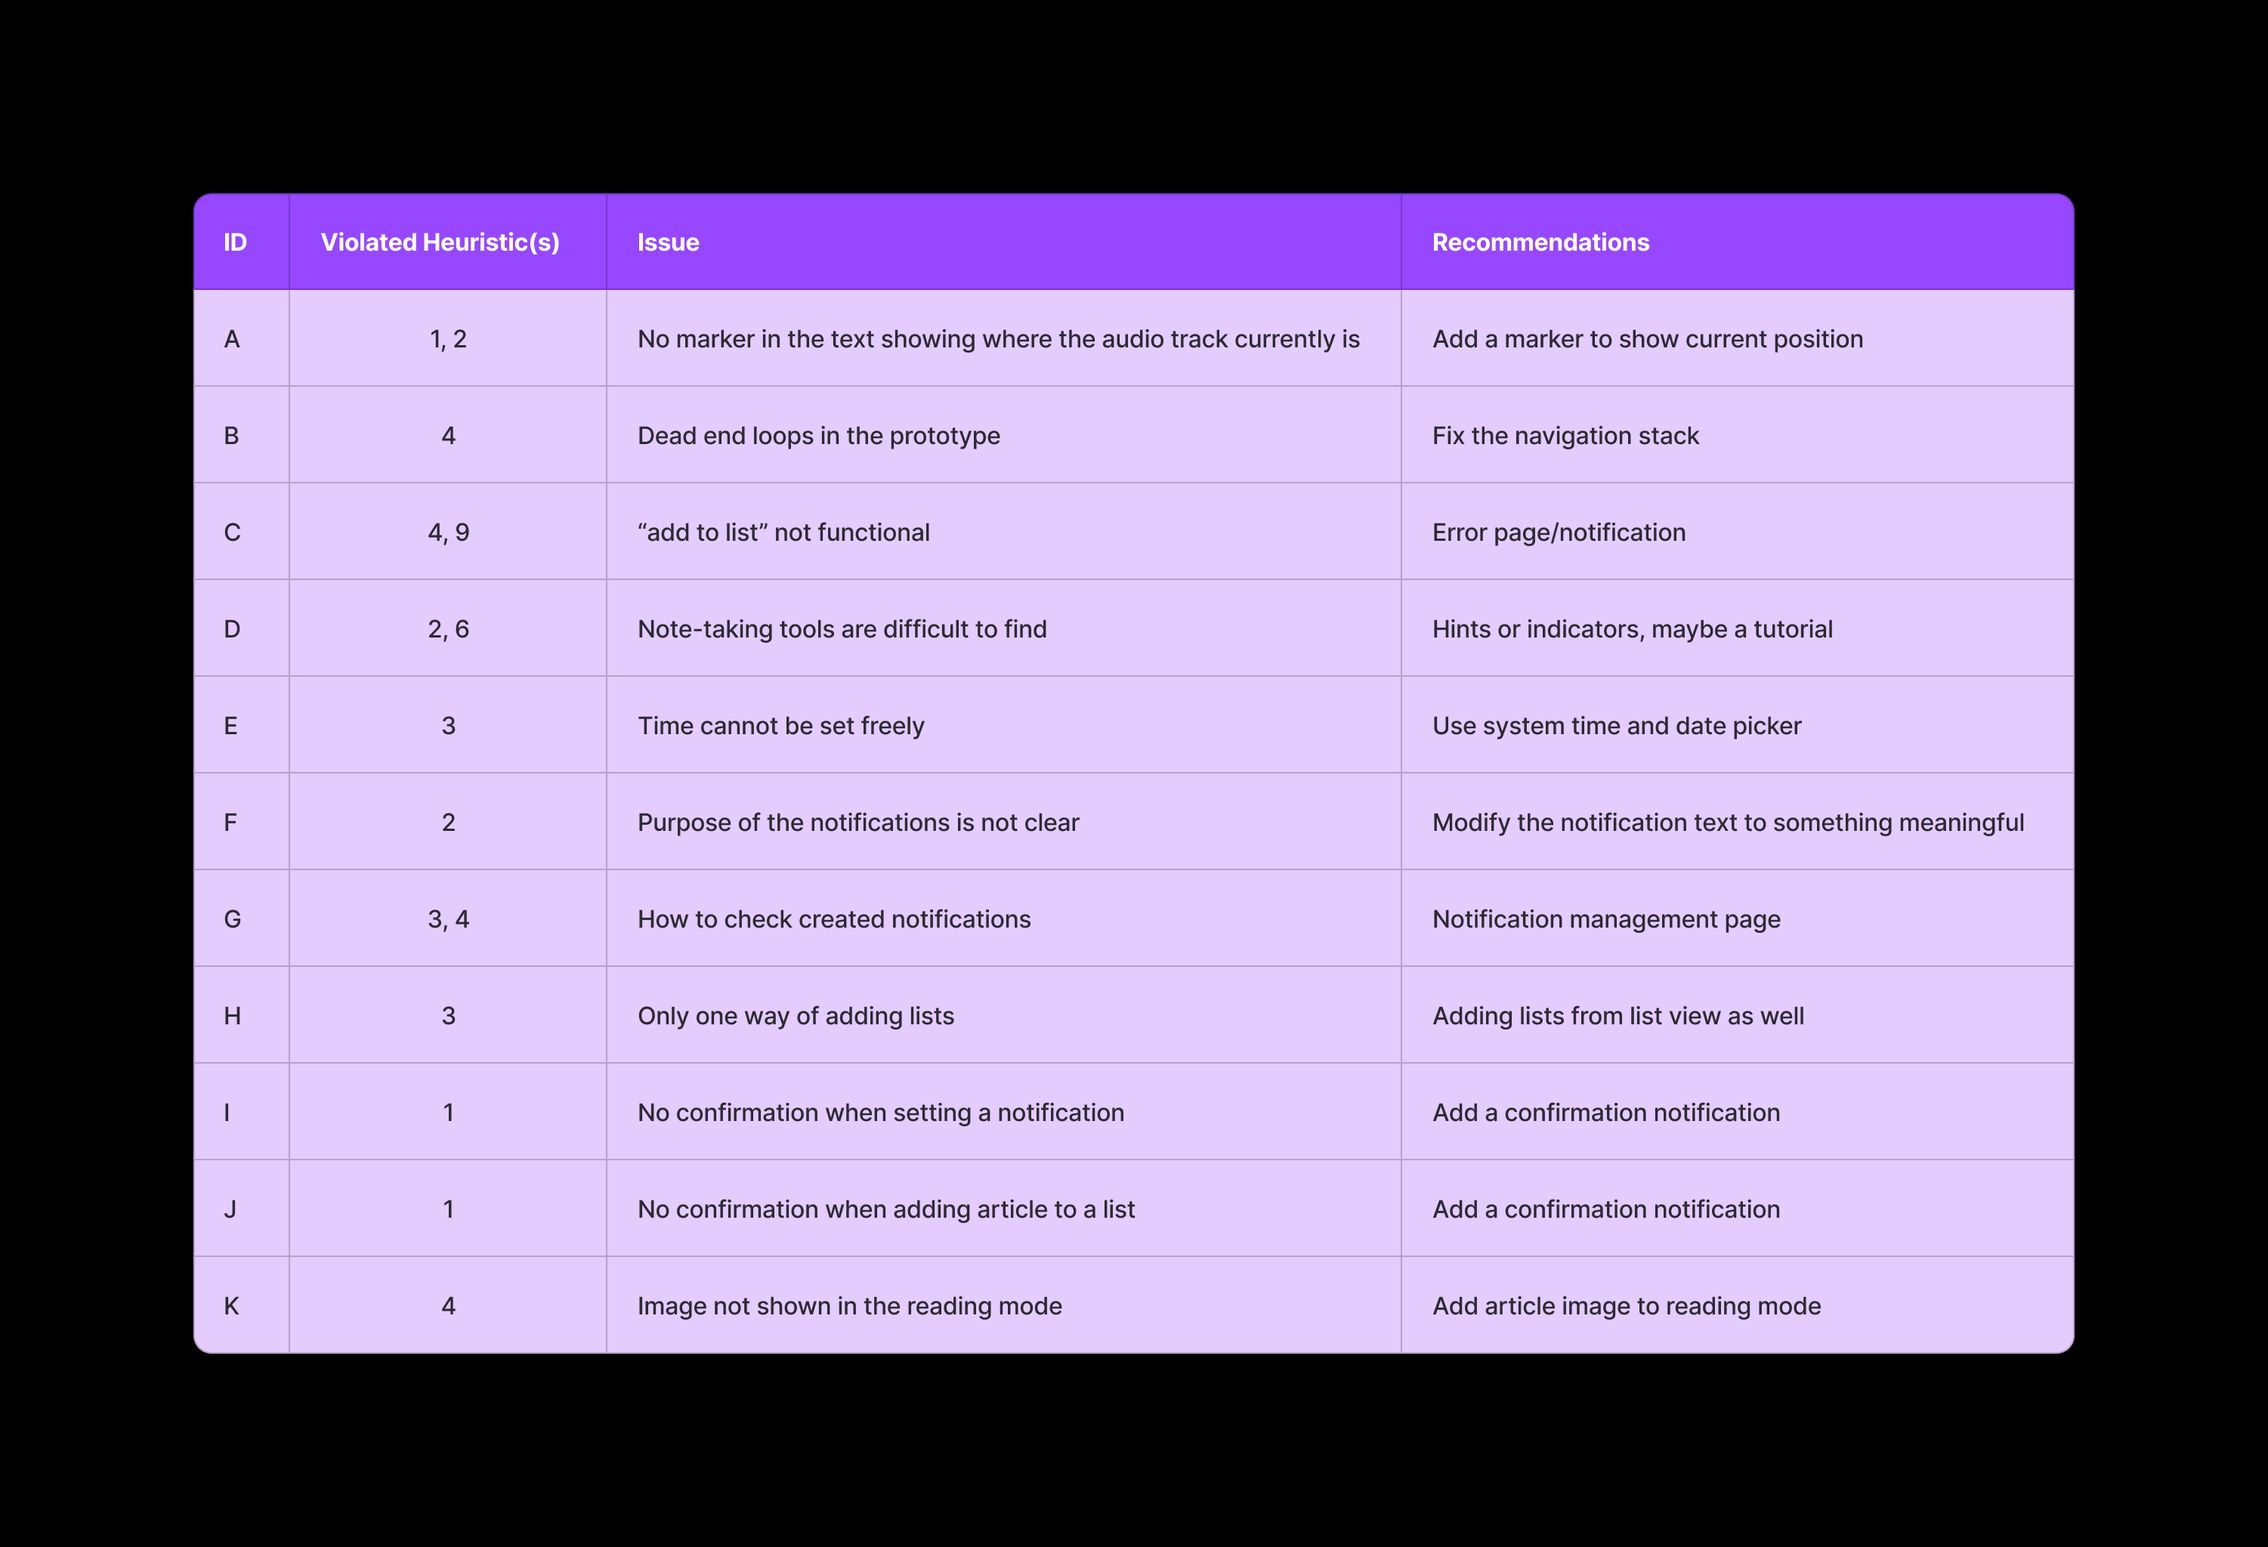 ID Violated Heuristic(s) Issue Recommendations
A 1, 2 No marker in the text showing where the audio track currently is Add a marker to show current position
B 4 Dead end loops in the prototype Fix the navigation stack
C 4, 9 “add to list” not functional Error page/notification
D 2, 6 Note-taking tools are difficult to find Hints or indicators, maybe a tutorial
E 3 Time cannot be set freely Use system time and date picker
F 2 Purpose of the notifications is not clear Modify the notification text to something meaningful
G 3, 4 How to check created notifications Notification management page
H 3 Only one way of adding lists Adding lists from list view as well
I 1 No confirmation when setting a notification Add a confirmation notification
J 1 No confirmation when adding article to a list Add a confirmation notification
K 4 Image not shown in the reading mode Add article image to reading mode